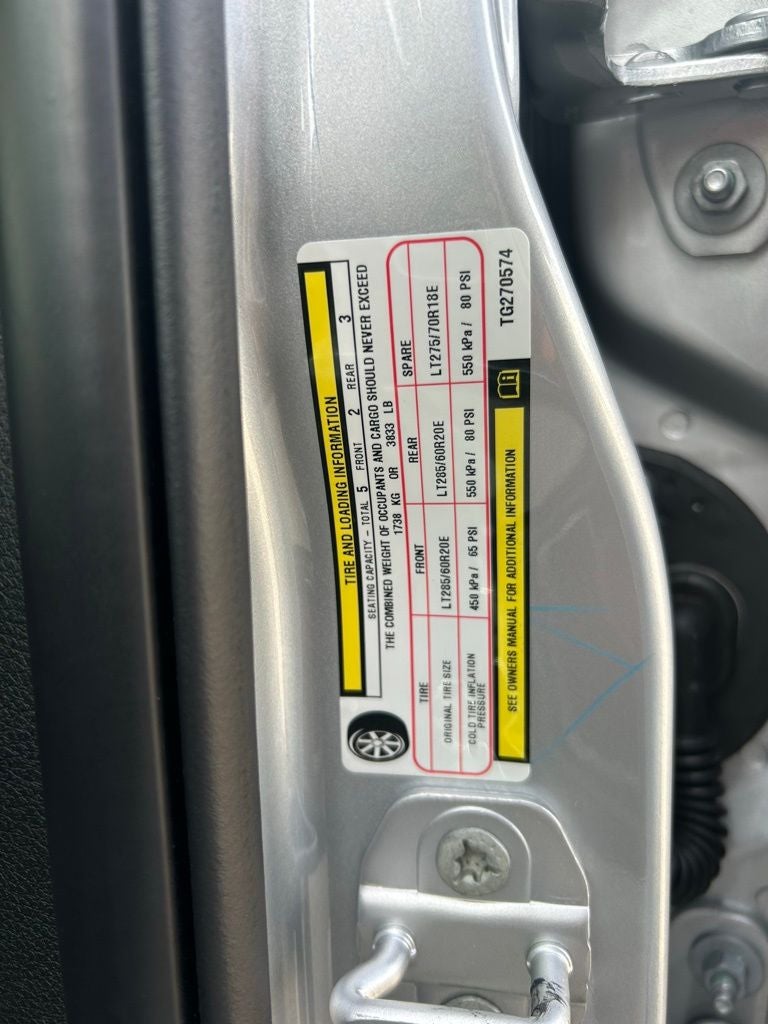 TIRE AND LOADING INFORMATION
SEATING CAPACITY - TOTAL 5 FRONT 2 REAR 3
THE COMBINED WEIGHT OF OCCUPANTS AND CARGO SHOULD NEVER EXCEED
1738 KG OR 3833 LB
TIRE FRONT REAR SPARE
ORIGINAL TIRE SIZE LT285/60R20E LT285/60R20E LT275/70R18E
COLD TIRE INFLATION PRESSURE 450 kPa / 65 PSI 550 kPa / 80 PSI 550 kPa / 80 PSI
SEE OWNERS MANUAL FOR ADDITIONAL INFORMATION
TG270574